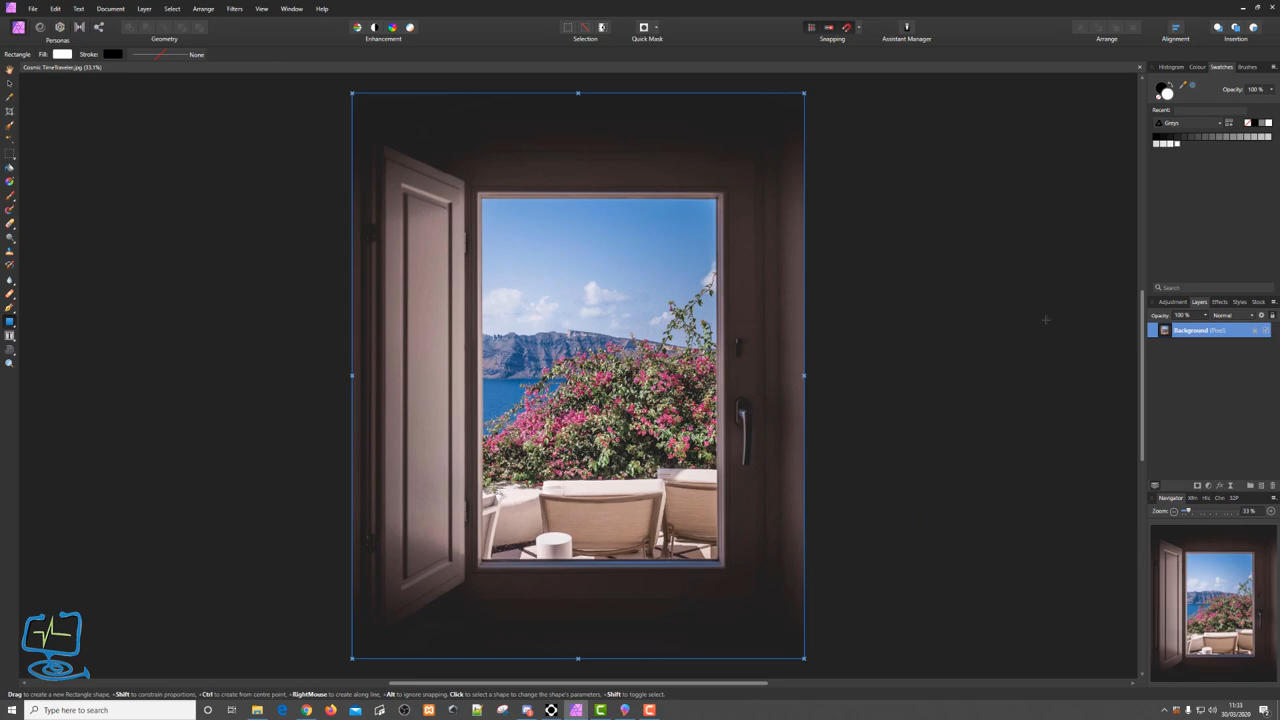 File Edit Text Document Layer Select Arrange Filters View Window Help
Personas Geometry Enhancement Selection Quick Mask Snapping Assistant Manager Arrange Alignment Insertion
Rectangle Fill: Stroke: None
Cosmic TimeTraveler.jpg (33.1%)
Histogram Colour Swatches Brushes
Opacity: 100 %
Recent:
Greys
Search
Adjustment Layers Effects Styles Stock
Opacity: 100 % Normal
Background (Pixel)
Navigator Xfm His Chn 32P
Zoom: 33 %
Drag to create a new Rectangle shape. +Shift to constrain proportions, +Ctrl to create from centre point, +RightMouse to create along line, +Alt to ignore snapping. Click to select a shape to change the shape's parameters, +Shift to toggle select.
Type here to search
11:33
30/03/2020